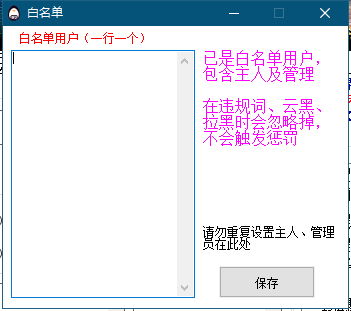 白名单
白名单用户（一行一个）
已是白名单用户，
包含主人及管理
在违规词、云黑、
拉黑时会忽略掉，
不会触发惩罚
请勿重复设置主人、管理
员在此处
保存